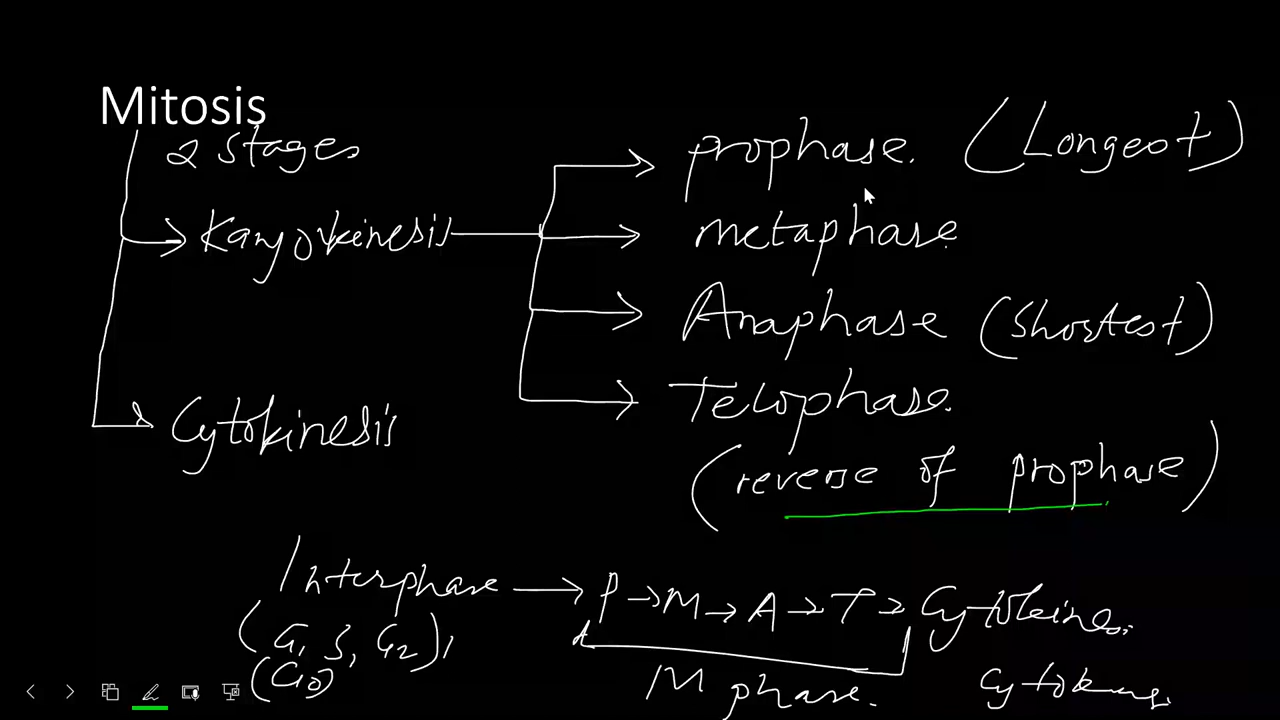 Mitosis
2 stages
Karyokinesis
prophase. (Longest)
metaphase
Anaphase (Shortest)
Telophase.
(reverse of prophase)
Cytokinesis
Interphase → P → M → A → T → Cytokines.
(G1, S, G2),
(G0)
M phase.